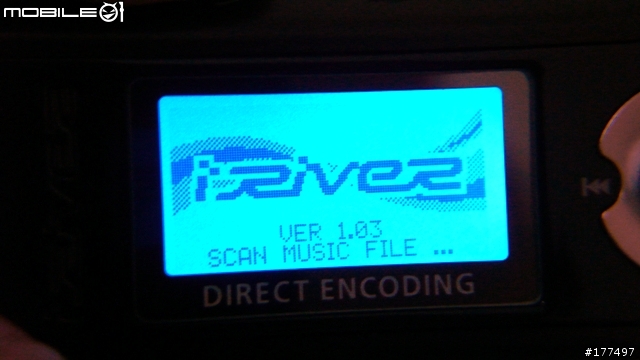 MOBILE01
iRiver
VER 1.03
SCAN MUSIC FILE ...
DIRECT ENCODING
#177497